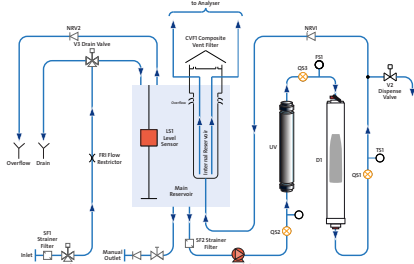 to Analyser
NRV2
V3 Drain Valve
CVF1 Composite
Vent Filter
NRV1
FS1
QS3
V2
Dispense
Valve
Overflow
LS1
Level
Sensor
Internal Reservoir
UV
D1
TS1
QS1
Overflow
Drain
FR1 Flow
Restrictor
Main
Reservoir
SF1
Strainer
Filter
Manual
Outlet
Inlet
SF2 Strainer
Filter
QS2